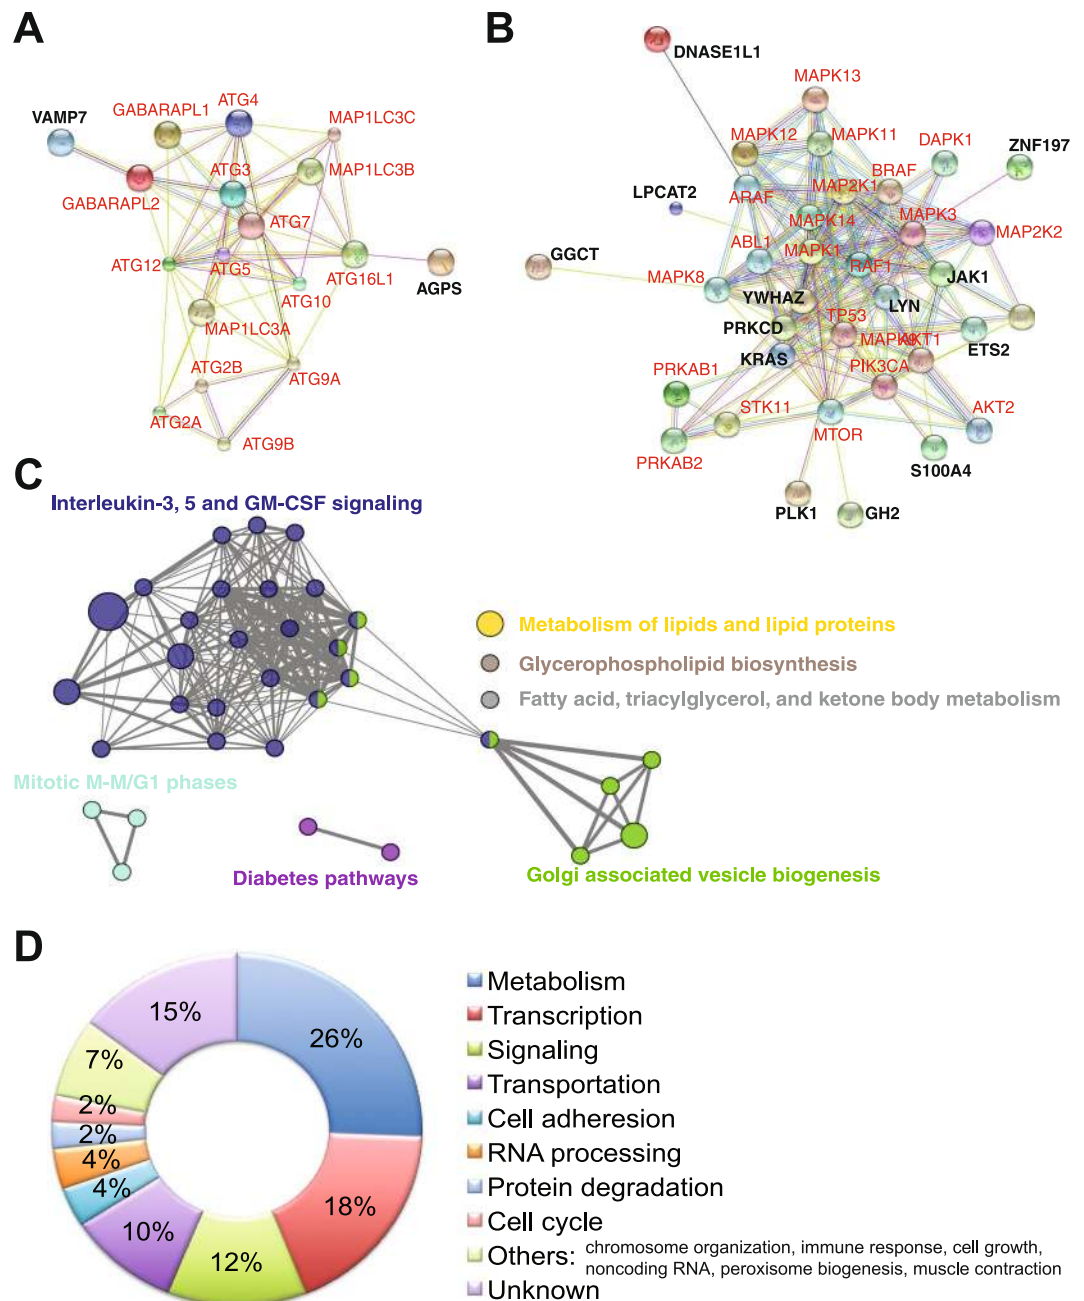 A
B
VAMP7
GABARAPL1
ATG4
MAP1LC3C
ATG3
MAP1LC3B
GABARAPL2
ATG7
ATG12
ATG5
ATG16L1
AGPS
ATG10
MAP1LC3A
ATG2B
ATG9A
ATG2A
ATG9B
DNASE1L1
MAPK13
MAPK12
MAPK11
DAPK1
ZNF197
BRAF
LPCAT2
ARAF
MAP2K1
MAPK14
MAPK3
MAP2K2
GGCT
ABL1
MAPK1
RAF1
MAPK8
JAK1
YWHAZ
LYN
PRKCD
TP53
MAPK9
AKT1
ETS2
KRAS
PIK3CA
PRKAB1
STK11
MTOR
AKT2
PRKAB2
S100A4
PLK1
GH2
C
Interleukin-3, 5 and GM-CSF signaling
Metabolism of lipids and lipid proteins
Glycerophospholipid biosynthesis
Fatty acid, triacylglycerol, and ketone body metabolism
Mitotic M-M/G1 phases
Diabetes pathways
Golgi associated vesicle biogenesis
D
15%
26%
7%
2%
2%
4%
4%
10%
12%
18%
Metabolism
Transcription
Signaling
Transportation
Cell adheresion
RNA processing
Protein degradation
Cell cycle
Others: chromosome organization, immune response, cell growth,
noncoding RNA, peroxisome biogenesis, muscle contraction
Unknown